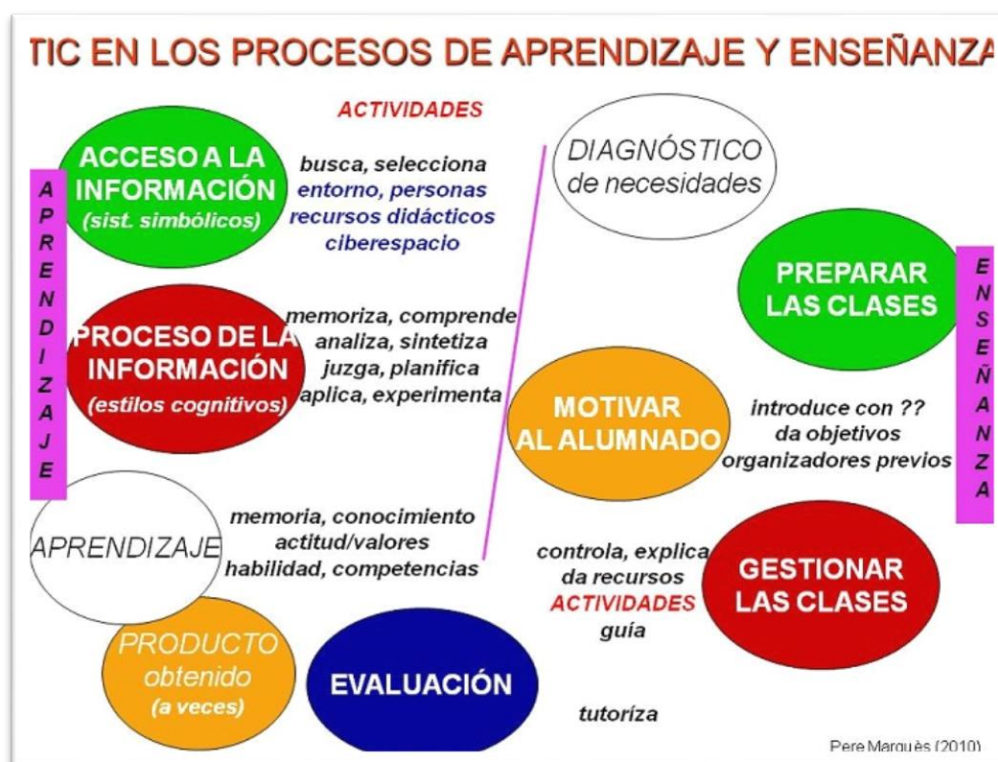 TIC EN LOS PROCESOS DE APRENDIZAJE Y ENSEÑANZA
APRENDIZAJE
ACTIVIDADES
ACCESO A LA
INFORMACIÓN
(sist. simbólicos)
busca, selecciona
entorno, personas
recursos didácticos
ciberespacio
PROCESO DE LA
INFORMACIÓN
(estilos cognitivos)
memoriza, comprende
analiza, sintetiza
juzga, planifica
aplica, experimenta
APRENDIZAJE
memoria, conocimiento
actitud/valores
habilidad, competencias
PRODUCTO
obtenido
(a veces)
EVALUACIÓN
DIAGNÓSTICO
de necesidades
PREPARAR
LAS CLASES
ENSEÑANZA
MOTIVAR
AL ALUMNADO
introduce con ??
da objetivos
organizadores previos
controla, explica
da recursos
ACTIVIDADES
guía
GESTIONAR
LAS CLASES
tutoríza
Pere Marquès (2010)